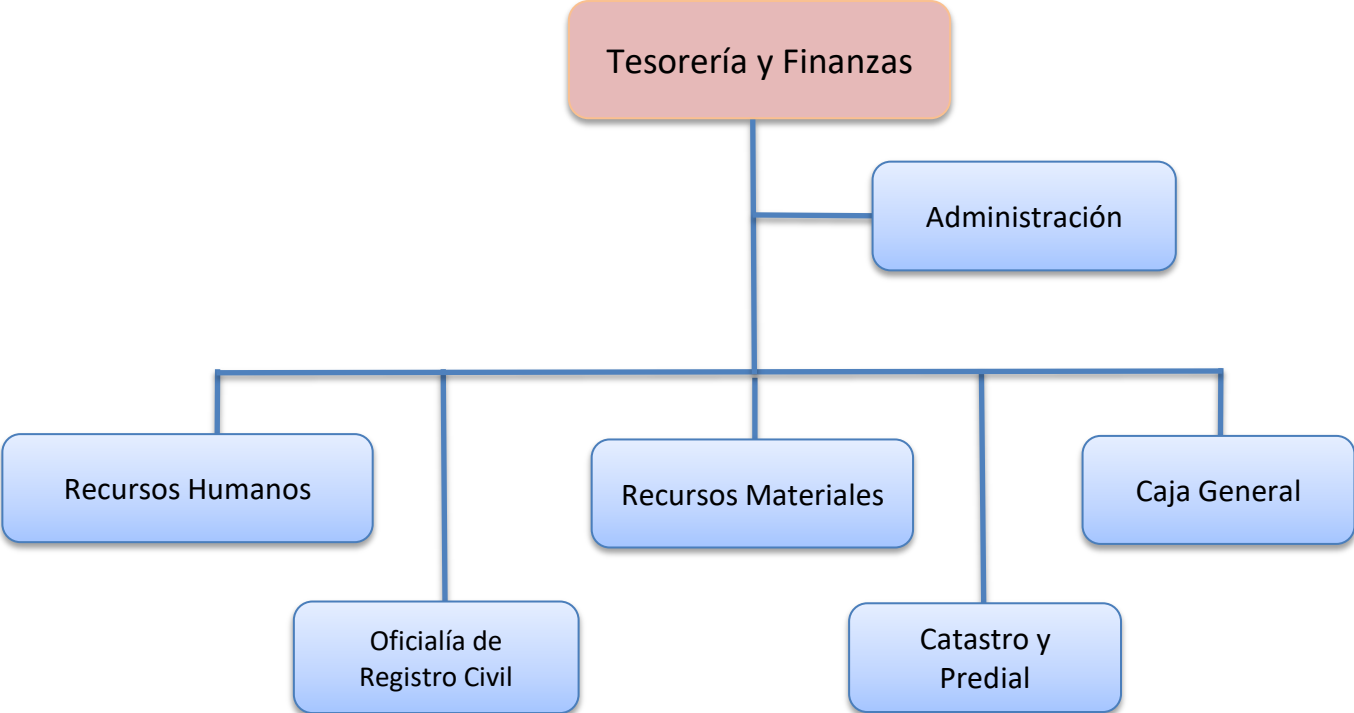 Tesorería y Finanzas
Administración
Recursos Humanos
Recursos Materiales
Caja General
Oficialía de
Registro Civil
Catastro y
Predial